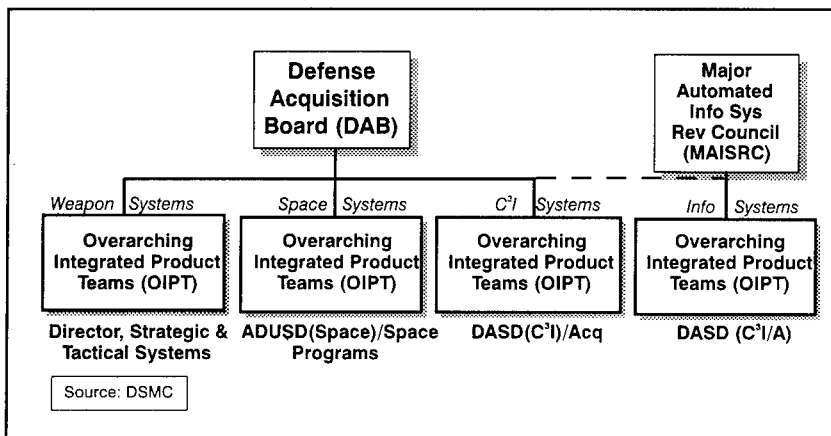 Defense
Acquisition
Board (DAB)
Major
Automated
Info Sys
Rev Council
(MAISRC)
Weapon Systems
Space Systems
C³I Systems
Info Systems
Overarching
Integrated Product
Teams (OIPT)
Overarching
Integrated Product
Teams (OIPT)
Overarching
Integrated Product
Teams (OIPT)
Overarching
Integrated Product
Teams (OIPT)
Director, Strategic &
Tactical Systems
ADUSD(Space)/Space
Programs
DASD(C³I)/Acq
DASD (C³I/A)
Source: DSMC